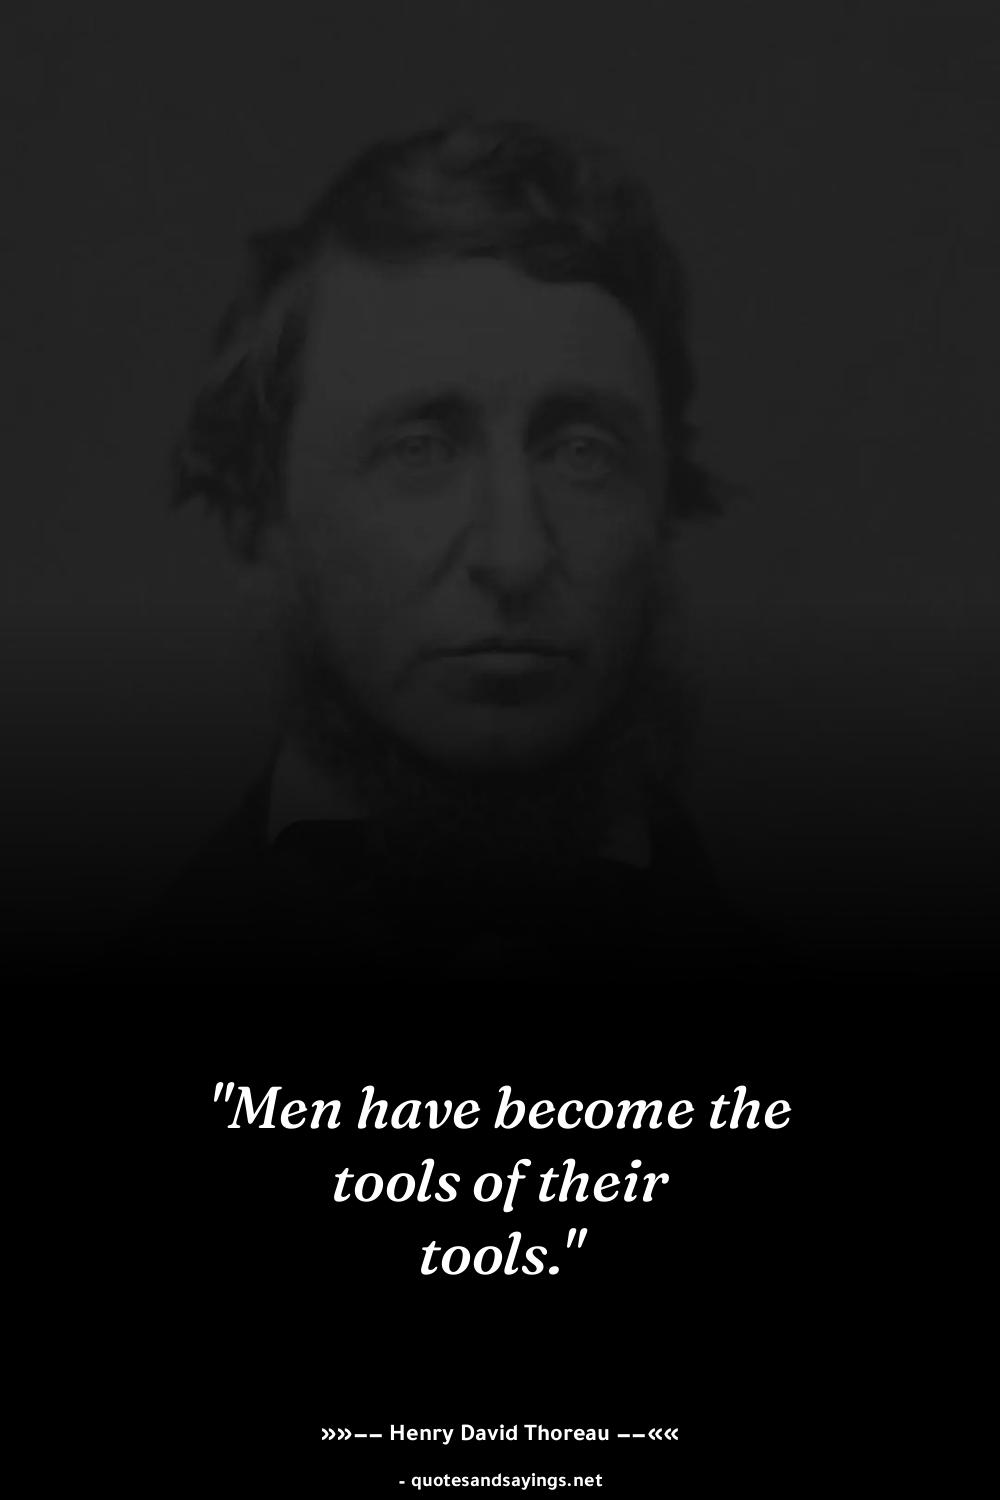 "Men have become the
tools of their
tools."
»»−− Henry David Thoreau −−««
- quotesandsayings.net